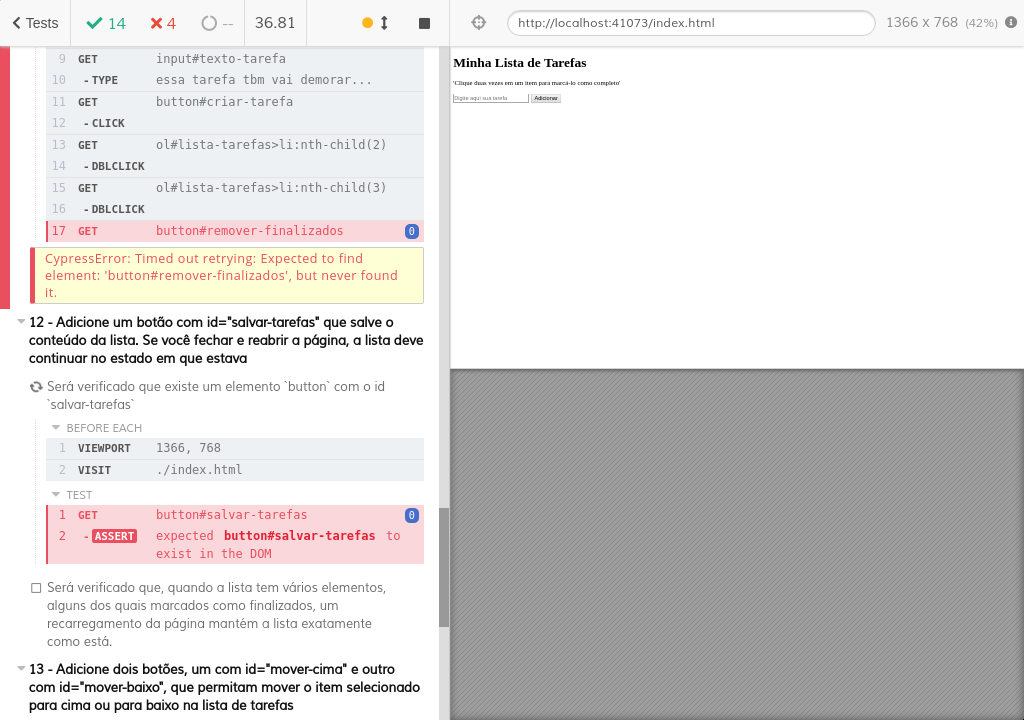 Tests
14
4
--
36.81
http://localhost:41073/index.html
1366 x 768 (42%)
9 GET input#texto-tarefa
10 - TYPE essa tarefa tbm vai demorar...
11 GET button#criar-tarefa
12 - CLICK
13 GET ol#lista-tarefas>li:nth-child(2)
14 - DBLCLICK
15 GET ol#lista-tarefas>li:nth-child(3)
16 - DBLCLICK
17 GET button#remover-finalizados 0
CypressError: Timed out retrying: Expected to find
element: 'button#remover-finalizados', but never found
it.
12 - Adicione um botão com id="salvar-tarefas" que salve o
conteúdo da lista. Se você fechar e reabrir a página, a lista deve
continuar no estado em que estava
Será verificado que existe um elemento `button` com o id
`salvar-tarefas`
BEFORE EACH
1 VIEWPORT 1366, 768
2 VISIT ./index.html
TEST
1 GET button#salvar-tarefas 0
2 - ASSERT expected button#salvar-tarefas to
exist in the DOM
Será verificado que, quando a lista tem vários elementos,
alguns dos quais marcados como finalizados, um
recarregamento da página mantém a lista exatamente
como está.
13 - Adicione dois botões, um com id="mover-cima" e outro
com id="mover-baixo", que permitam mover o item selecionado
para cima ou para baixo na lista de tarefas
Minha Lista de Tarefas
'Clique duas vezes em um item para marcá-lo como completo'
Digite aqui sua tarefa Adicionar